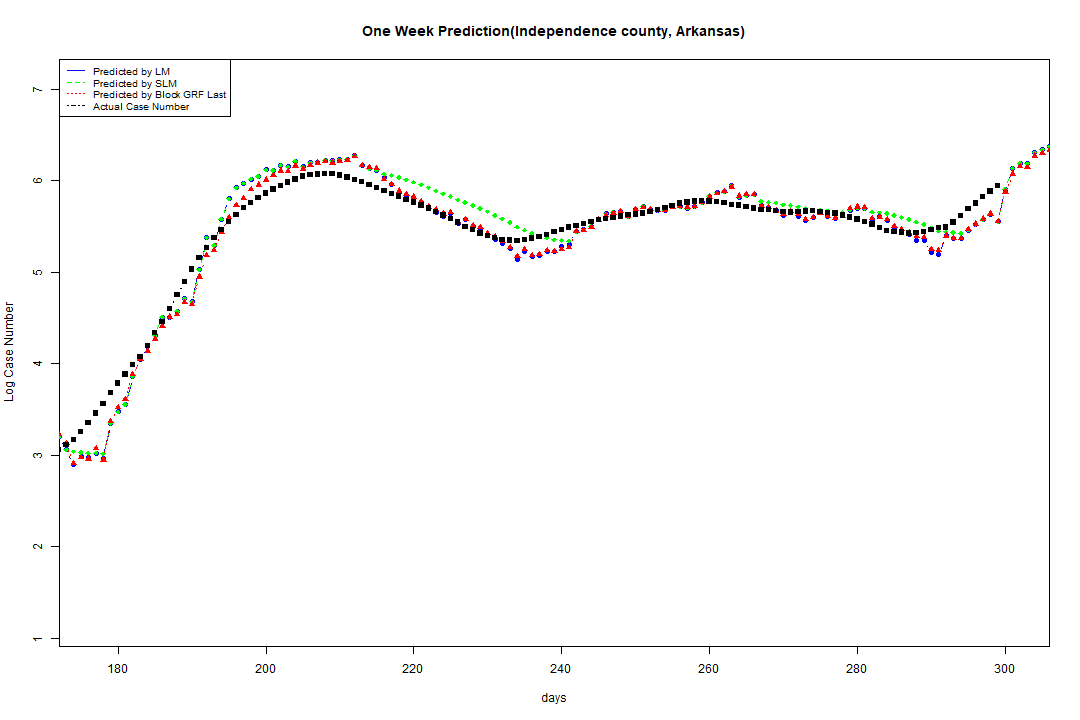 One Week Prediction(Independence county, Arkansas)
Predicted by LM
Predicted by SLM
Predicted by Block GRF Last
Actual Case Number
7
6
5
4
3
2
1
Log Case Number
180 200 220 240 260 280 300
days